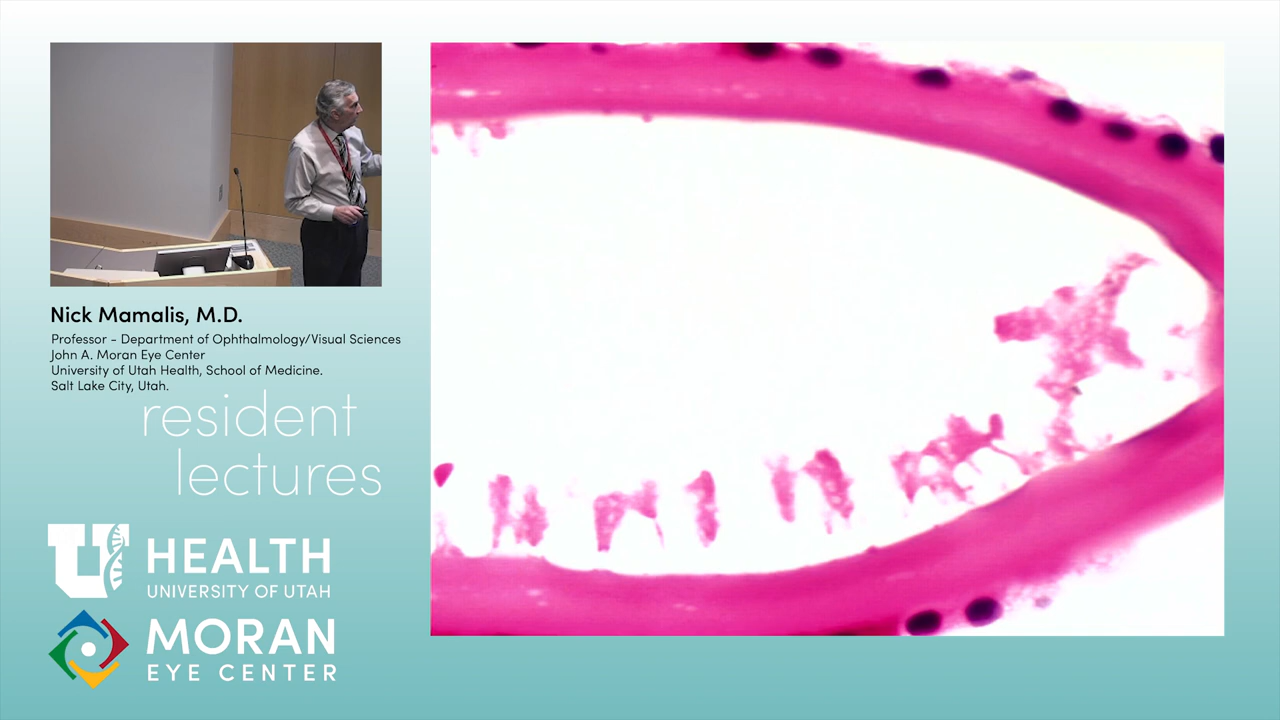 Nick Mamalis, M.D.
Professor - Department of Ophthalmology/Visual Sciences
John A. Moran Eye Center
University of Utah Health, School of Medicine.
Salt Lake City, Utah.
resident
lectures
U HEALTH
UNIVERSITY OF UTAH
MORAN
EYE CENTER